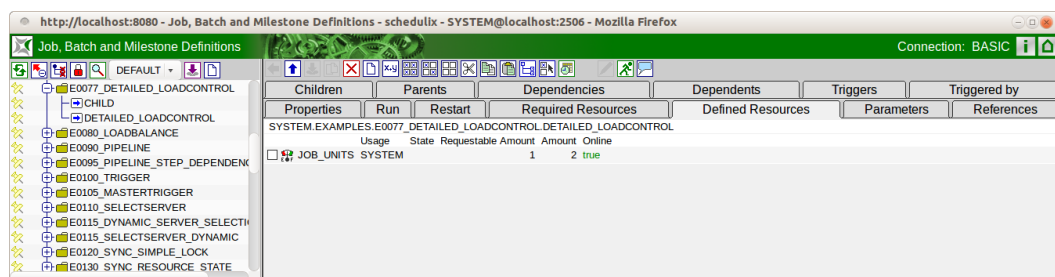 http://localhost:8080 - Job, Batch and Milestone Definitions - schedulix - SYSTEM@localhost:2506 - Mozilla Firefox
Job, Batch and Milestone Definitions
Connection: BASIC
DEFAULT
x,y
E0077_DETAILED_LOADCONTROL
CHILD
DETAILED_LOADCONTROL
E0080_LOADBALANCE
E0090_PIPELINE
E0095_PIPELINE_STEP_DEPENDEN
E0100_TRIGGER
E0105_MASTERTRIGGER
E0110_SELECTSERVER
E0115_DYNAMIC_SERVER_SELECTI
E0115_SELECTSERVER_DYNAMIC
E0120_SYNC_SIMPLE_LOCK
E0130_SYNC_RESOURCE_STATE
Children Parents Dependencies Dependents Triggers Triggered by
Properties Run Restart Required Resources Defined Resources Parameters References
SYSTEM.EXAMPLES.E0077_DETAILED_LOADCONTROL.DETAILED_LOADCONTROL
Usage State Requestable Amount Amount Online
JOB_UNITS SYSTEM 1 2 true